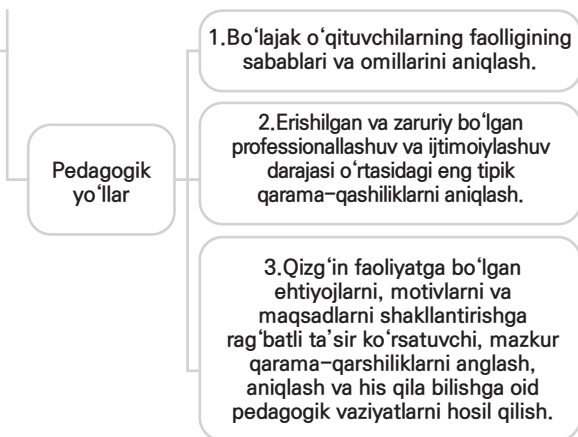 1.Bo‘lajak o‘qituvchilarning faolligining
sabablari va omillarini aniqlash.
Pedagogik
yo‘llar
2.Erishilgan va zaruriy bo‘lgan
professionallashuv va ijtimoiylashuv
darajasi o‘rtasidagi eng tipik
qarama-qashiliklarni aniqlash.
3.Qizg‘in faoliyatga bo‘lgan
ehtiyojlarni, motivlarni va
maqsadlarni shakllantirishga
rag‘batli ta’sir ko‘rsatuvchi, mazkur
qarama-qarshiliklarni anglash,
aniqlash va his qila bilishga oid
pedagogik vaziyatlarni hosil qilish.